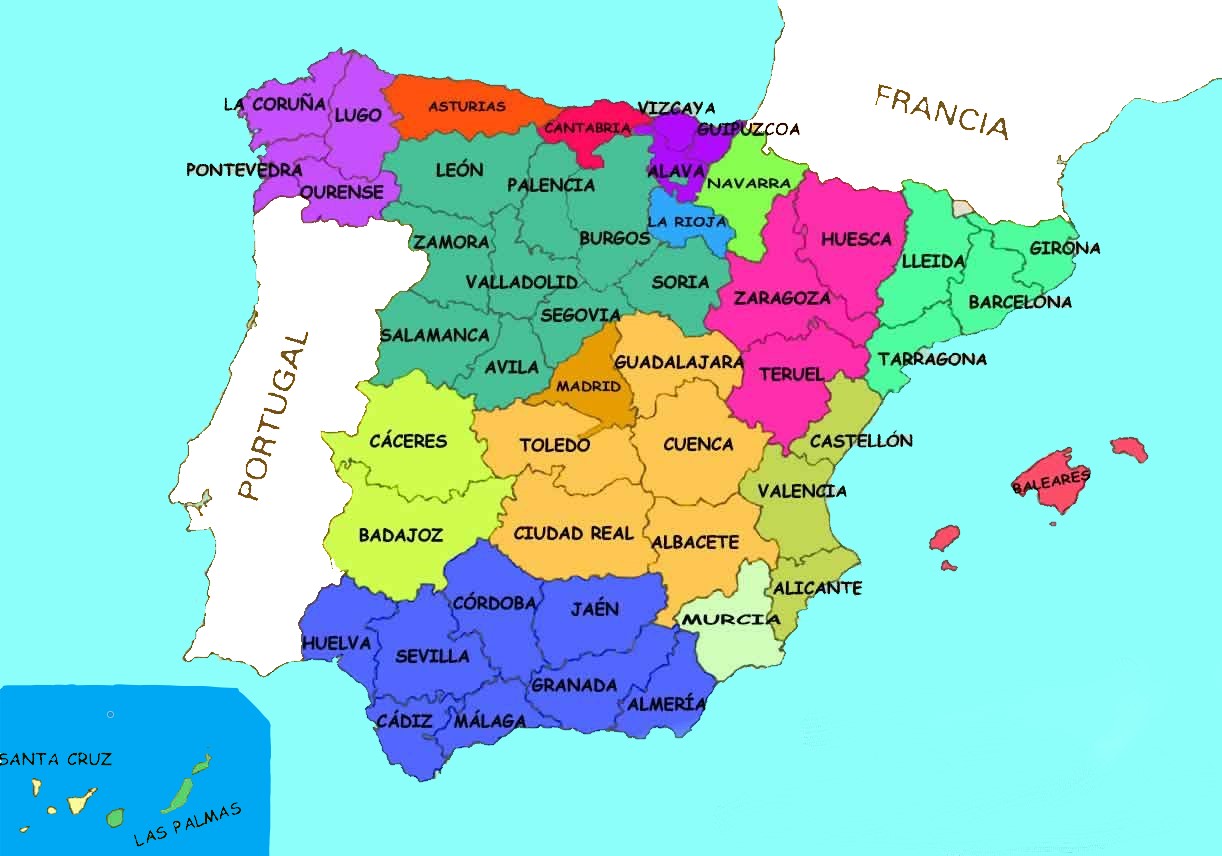 FRANCIA
LA CORUÑA
LUGO
ASTURIAS
CANTABRIA
VIZCAYA
GUIPUZCOA
PONTEVEDRA
OURENSE
LEÓN
PALENCIA
ALAVA
NAVARRA
LA RIOJA
ZAMORA
BURGOS
HUESCA
LLEIDA
GIRONA
VALLADOLID
SORIA
ZARAGOZA
BARCELONA
SALAMANCA
SEGOVIA
AVILA
MADRID
GUADALAJARA
TERUEL
TARRAGONA
PORTUGAL
CÁCERES
TOLEDO
CUENCA
CASTELLÓN
BALEARES
VALENCIA
BADAJOZ
CIUDAD REAL
ALBACETE
ALICANTE
CÓRDOBA
JAÉN
MURCIA
HUELVA
SEVILLA
GRANADA
ALMERÍA
CÁDIZ
MÁLAGA
SANTA CRUZ
LAS PALMAS